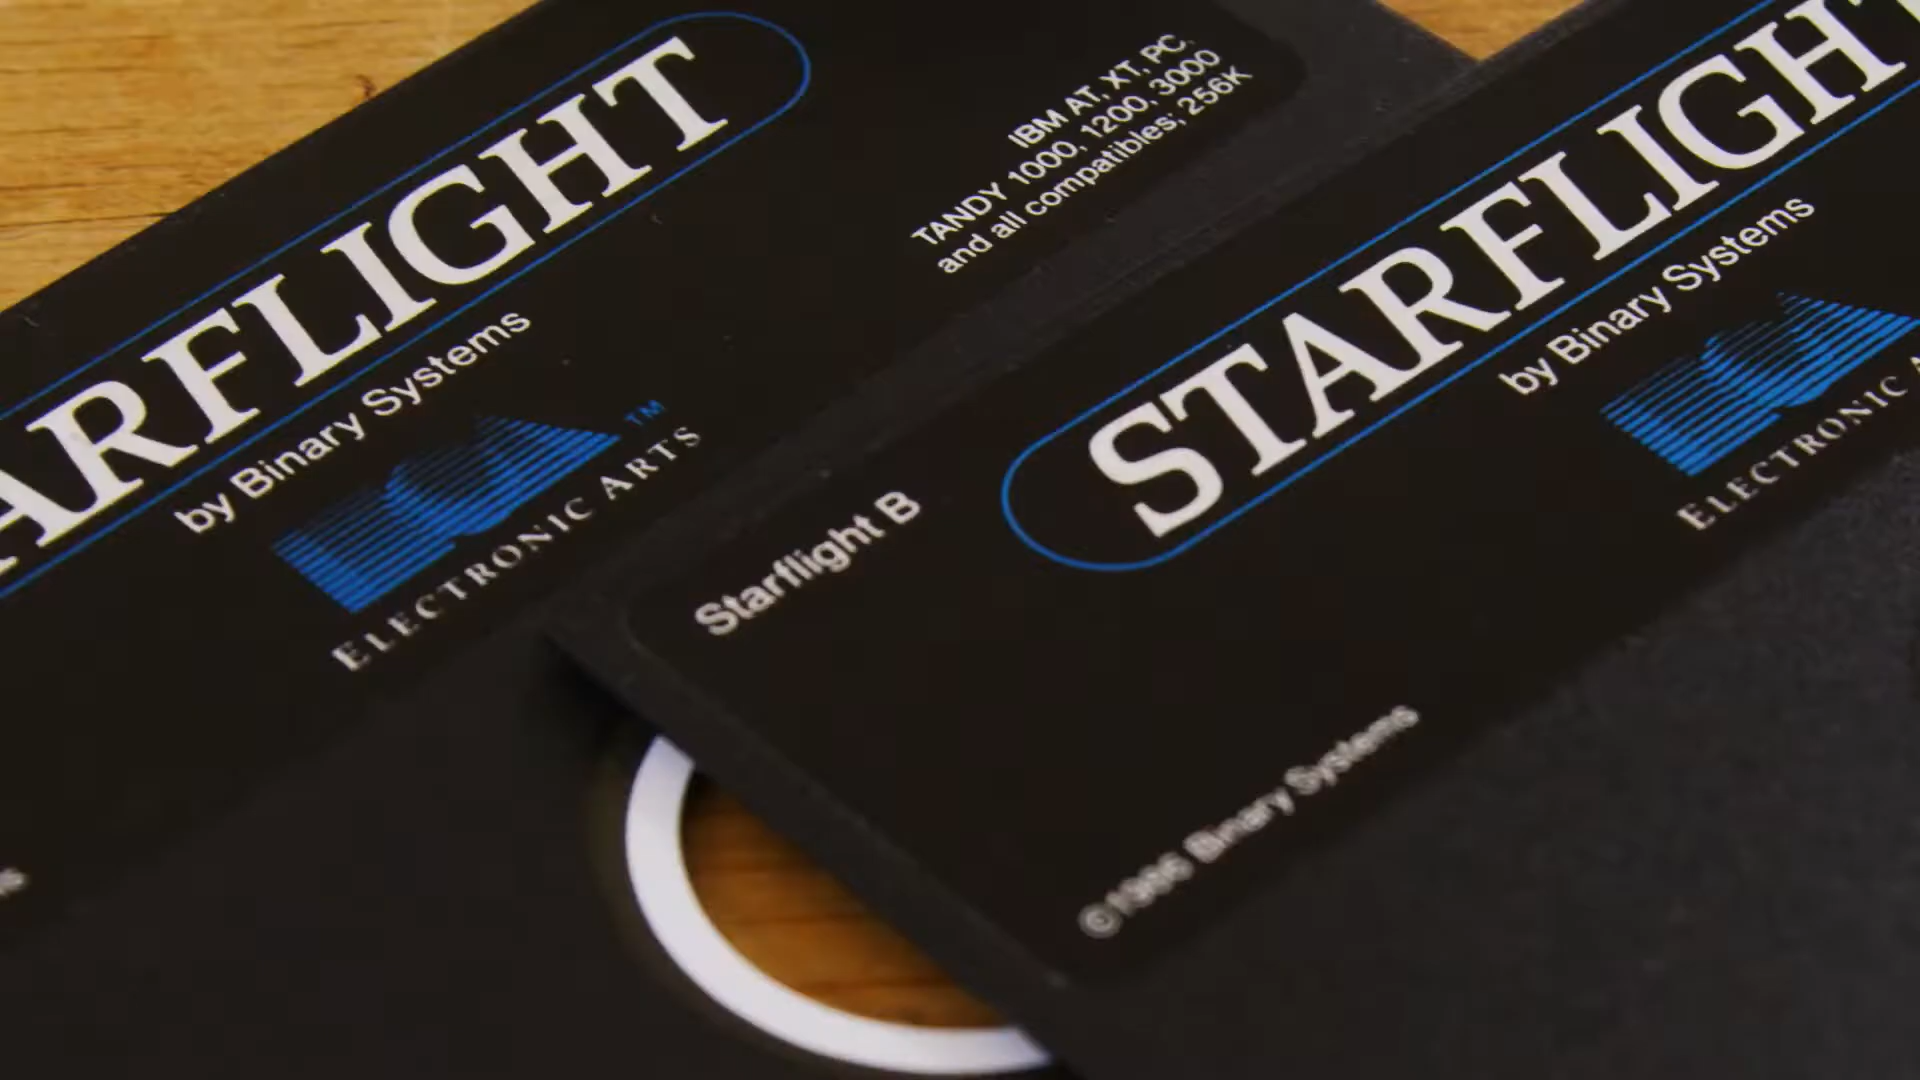 ARFLIGHT
by Binary Systems
TM
ELECTRONIC ARTS
IBM AT, XT, PC,
TANDY 1000, 1200, 3000
and all compatibles; 256K
Starflight B
STARFLIGHT
by Binary Systems
ELECTRONIC A
©1986 Binary Systems